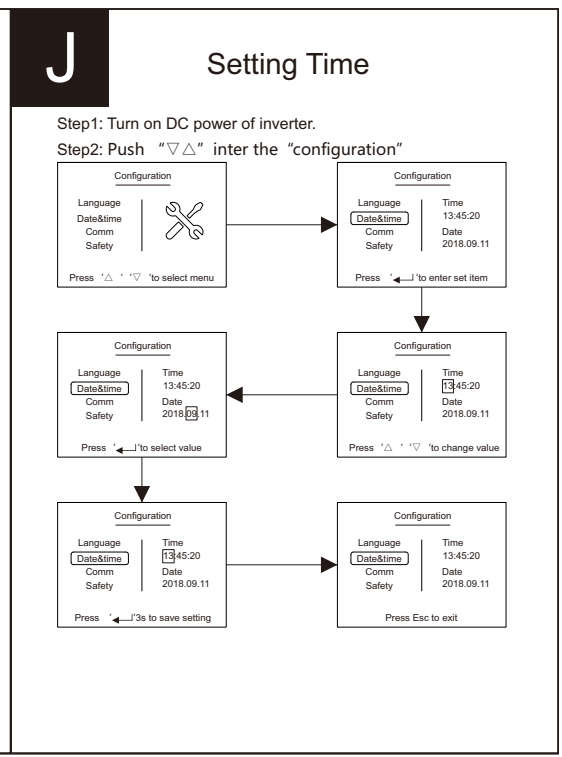 J
Setting Time
Step1: Turn on DC power of inverter.
Step2: Push “▽△” inter the “configuration”
Configuration
Language
Date&time
Comm
Safety
Press ‘△ ’ ‘▽ ’to select menu
Configuration
Language
Date&time
Comm
Safety
Time
13:45:20
Date
2018.09.11
Press ‘↵’to enter set item
Configuration
Language
Date&time
Comm
Safety
Time
13:45:20
Date
2018.09.11
Press ‘△ ’ ‘▽ ’to change value
Configuration
Language
Date&time
Comm
Safety
Time
13:45:20
Date
2018.09.11
Press ‘↵’to select value
Configuration
Language
Date&time
Comm
Safety
Time
13:45:20
Date
2018.09.11
Press ‘↵’3s to save setting
Configuration
Language
Date&time
Comm
Safety
Time
13:45:20
Date
2018.09.11
Press Esc to exit